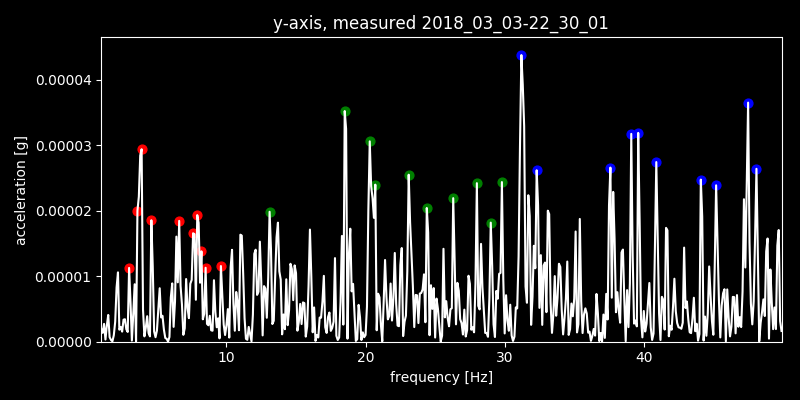 y-axis, measured 2018_03_03-22_30_01
0.00004
0.00003
0.00002
0.00001
0.00000
acceleration [g]
10 20 30 40
frequency [Hz]